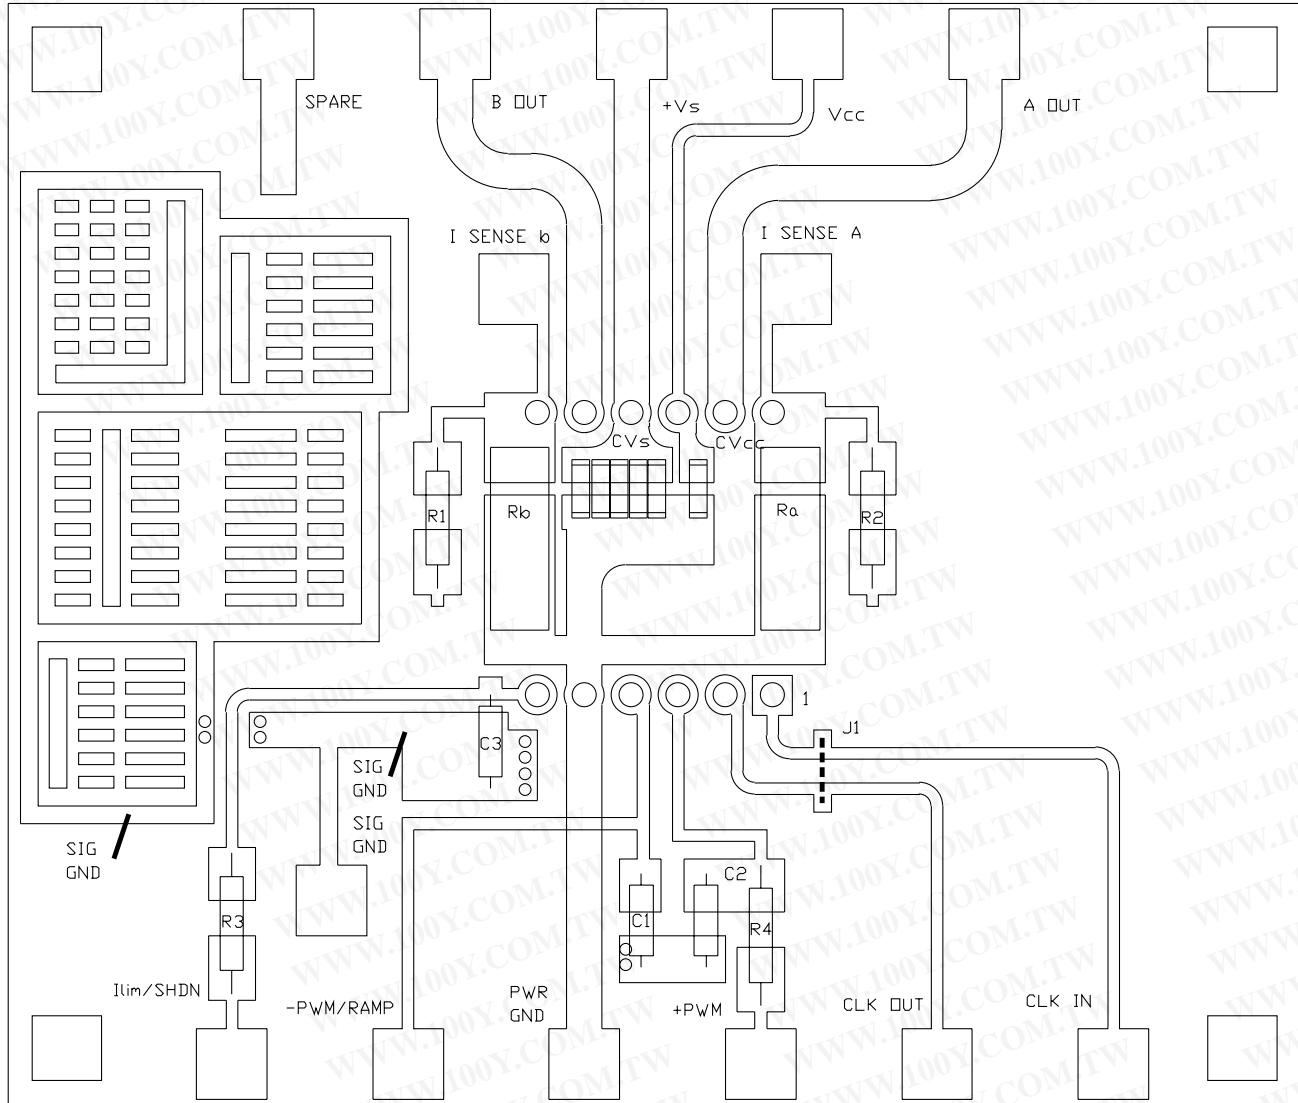 SPARE
B OUT
+Vs
Vcc
A OUT
I SENSE b
I SENSE A
CVs
CVcc
R1
Rb
Ra
R2
1
J1
C3
SIG
GND
SIG
GND
SIG
GND
C2
R3
C1
R4
Ilim/SHDN
-PWM/RAMP
PWR
GND
+PWM
CLK OUT
CLK IN
WWW.100Y.COM.TW